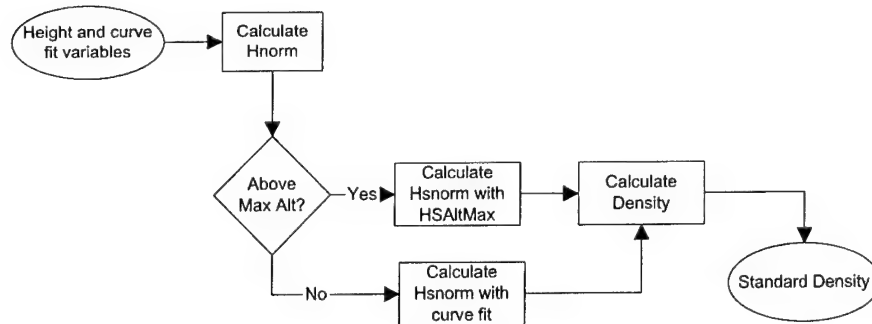 Height and curve
fit variables
Calculate
Hnorm
Above
Max Alt?
Yes
Calculate
Hsnorm with
HSAltMax
Calculate
Density
No
Calculate
Hsnorm with
curve fit
Standard Density